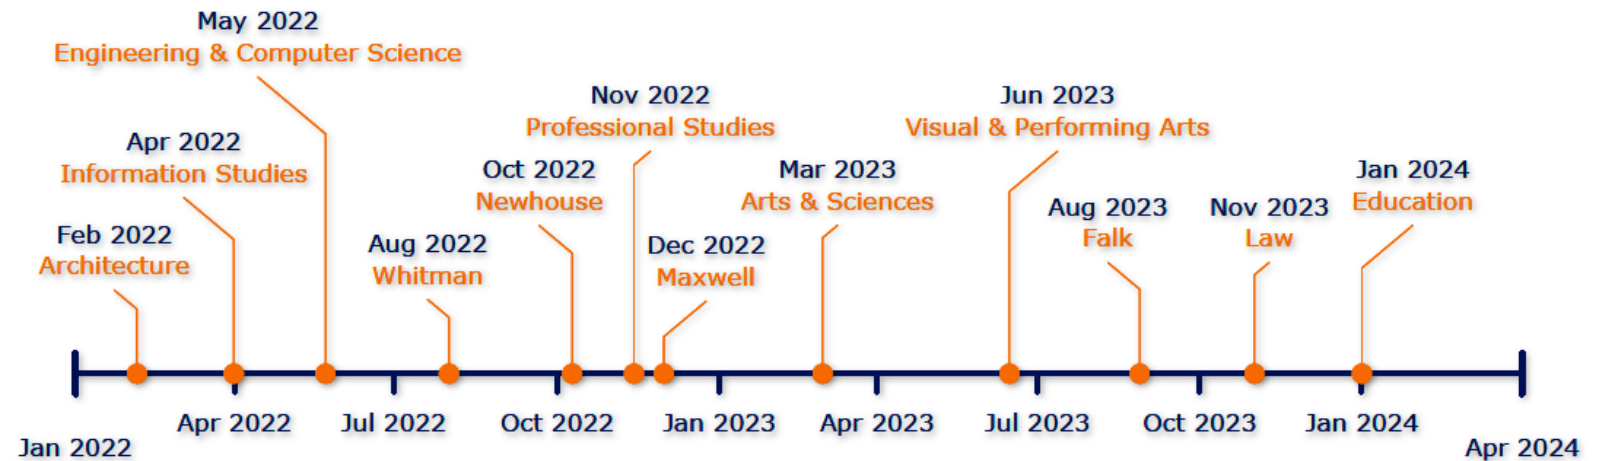 May 2022
Engineering & Computer Science
Nov 2022
Professional Studies
Jun 2023
Visual & Performing Arts
Apr 2022
Information Studies
Oct 2022
Newhouse
Mar 2023
Arts & Sciences
Jan 2024
Education
Aug 2023
Falk
Nov 2023
Law
Feb 2022
Architecture
Aug 2022
Whitman
Dec 2022
Maxwell
Jan 2022
Apr 2022
Jul 2022
Oct 2022
Jan 2023
Apr 2023
Jul 2023
Oct 2023
Jan 2024
Apr 2024